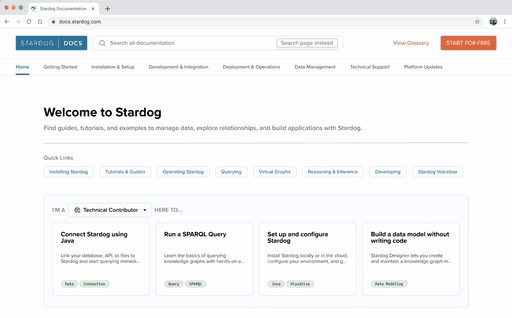 Stardog Documentation
docs.stardog.com
STARDOG DOCS
Search all documentation
Search page instead
View Glossary
START FOR FREE
Home
Getting Started
Installation & Setup
Development & Integration
Deployment & Operations
Data Management
Technical Support
Platform Updates
Welcome to Stardog
Find guides, tutorials, and examples to manage data, explore relationships, and build applications with Stardog.
Quick Links
Installing Stardog
Tutorials & Guides
Operating Stardog
Querying
Virtual Graphs
Reasoning & Inference
Developing
Stardog Voicebox
I'M A
Technical Contributor
HERE TO...
Connect Stardog using
Java
Link your database, API, or files to
Stardog and start querying immed...
Data
Connection
Run a SPARQL Query
Learn the basics of querying
knowledge graphs with hands-on e...
Query
SPARQL
Set up and configure
Stardog
Install Stardog locally or in the cloud,
configure your environment, and g...
Java
Visualize
Build a data model without
writing code
Stardog Designer lets you create
and maintain a knowledge graph m...
Data Modeling